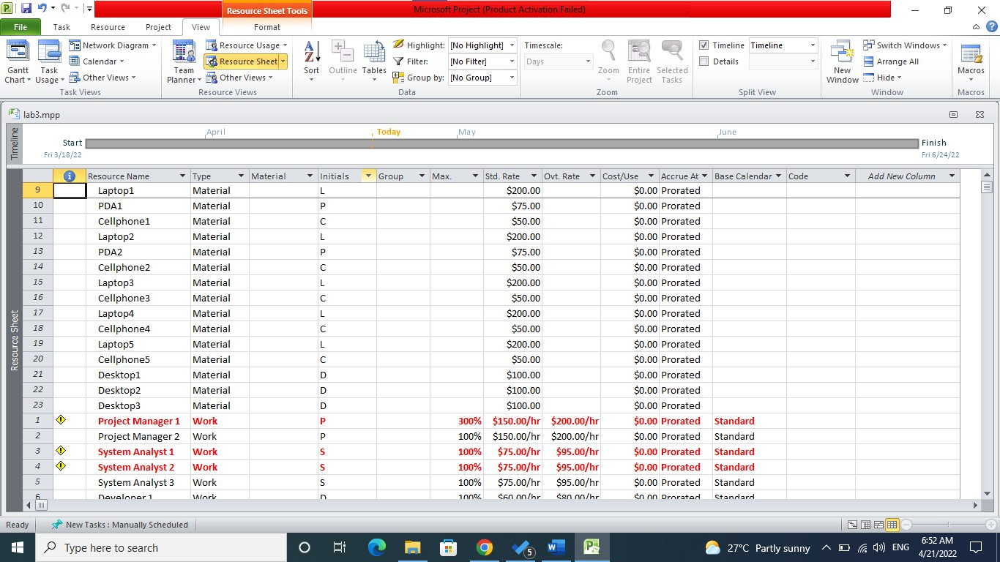 Resource Sheet Tools Microsoft Project (Product Activation Failed)
File Task Resource Project View Format
Network Diagram Resource Usage Highlight: [No Highlight] Timescale: Timeline Timeline Switch Windows
Calendar Resource Sheet Filter: [No Filter] Days Details Arrange All
Other Views Other Views Group by: [No Group] Hide
Gantt Chart Task Usage Team Planner Sort Outline Tables Zoom Entire Project Selected Tasks New Window Macros
Task Views Resource Views Data Zoom Split View Window Macros
lab3.mpp
Timeline
April Today May June
Start Finish
Fri 3/18/22 Fri 6/24/22
Resource Sheet
Resource Name Type Material Initials Group Max. Std. Rate Ovt. Rate Cost/Use Accrue At Base Calendar Code Add New Column
9 Laptop1 Material L $200.00 $0.00 Prorated
10 PDA1 Material P $75.00 $0.00 Prorated
11 Cellphone1 Material C $50.00 $0.00 Prorated
12 Laptop2 Material L $200.00 $0.00 Prorated
13 PDA2 Material P $75.00 $0.00 Prorated
14 Cellphone2 Material C $50.00 $0.00 Prorated
15 Laptop3 Material L $200.00 $0.00 Prorated
16 Cellphone3 Material C $50.00 $0.00 Prorated
17 Laptop4 Material L $200.00 $0.00 Prorated
18 Cellphone4 Material C $50.00 $0.00 Prorated
19 Laptop5 Material L $200.00 $0.00 Prorated
20 Cellphone5 Material C $50.00 $0.00 Prorated
21 Desktop1 Material D $100.00 $0.00 Prorated
22 Desktop2 Material D $100.00 $0.00 Prorated
23 Desktop3 Material D $100.00 $0.00 Prorated
1 Project Manager 1 Work P 300% $150.00/hr $200.00/hr $0.00 Prorated Standard
2 Project Manager 2 Work P 100% $150.00/hr $200.00/hr $0.00 Prorated Standard
3 System Analyst 1 Work S 100% $75.00/hr $95.00/hr $0.00 Prorated Standard
4 System Analyst 2 Work S 100% $75.00/hr $95.00/hr $0.00 Prorated Standard
5 System Analyst 3 Work S 100% $75.00/hr $95.00/hr $0.00 Prorated Standard
6 Developer 1 Work D 100% $60.00/hr $80.00/hr $0.00 Prorated Standard
Ready New Tasks : Manually Scheduled
Type here to search 5 27°C Partly sunny ENG 6:52 AM
4/21/2022